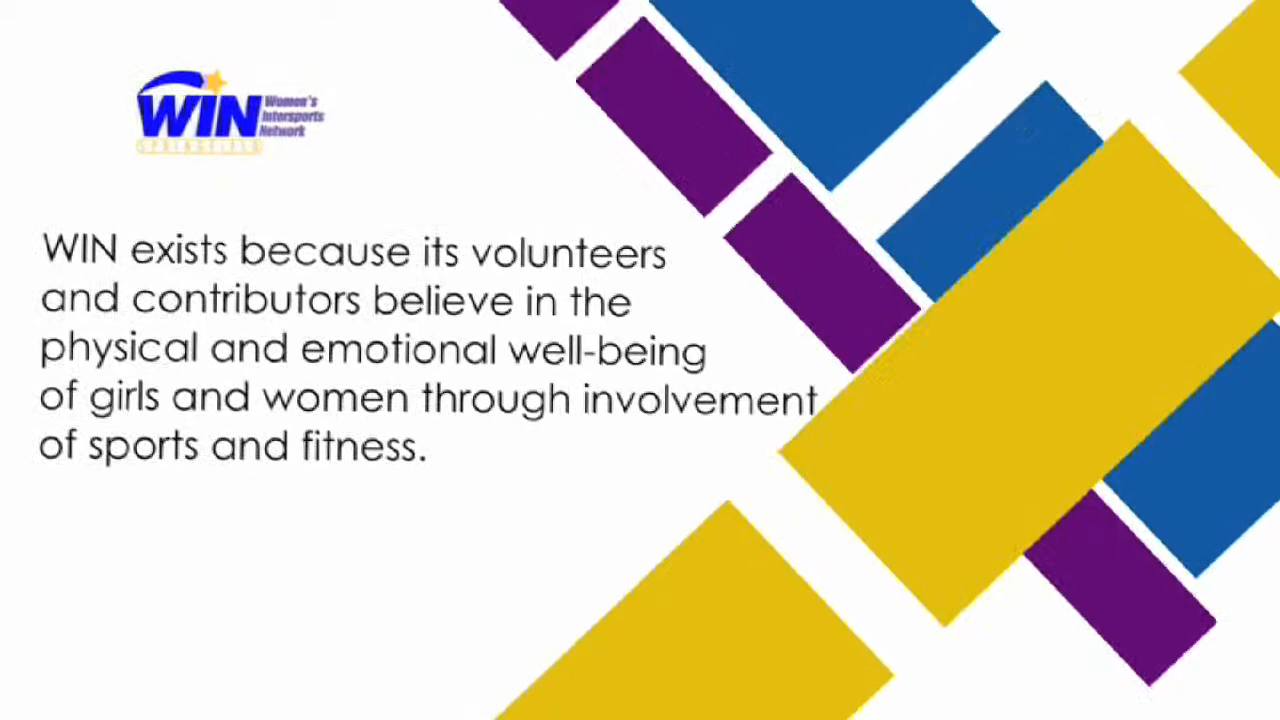 WIN
Women's
Intersports
Network
WIN exists because its volunteers
and contributors believe in the
physical and emotional well-being
of girls and women through involvement
of sports and fitness.